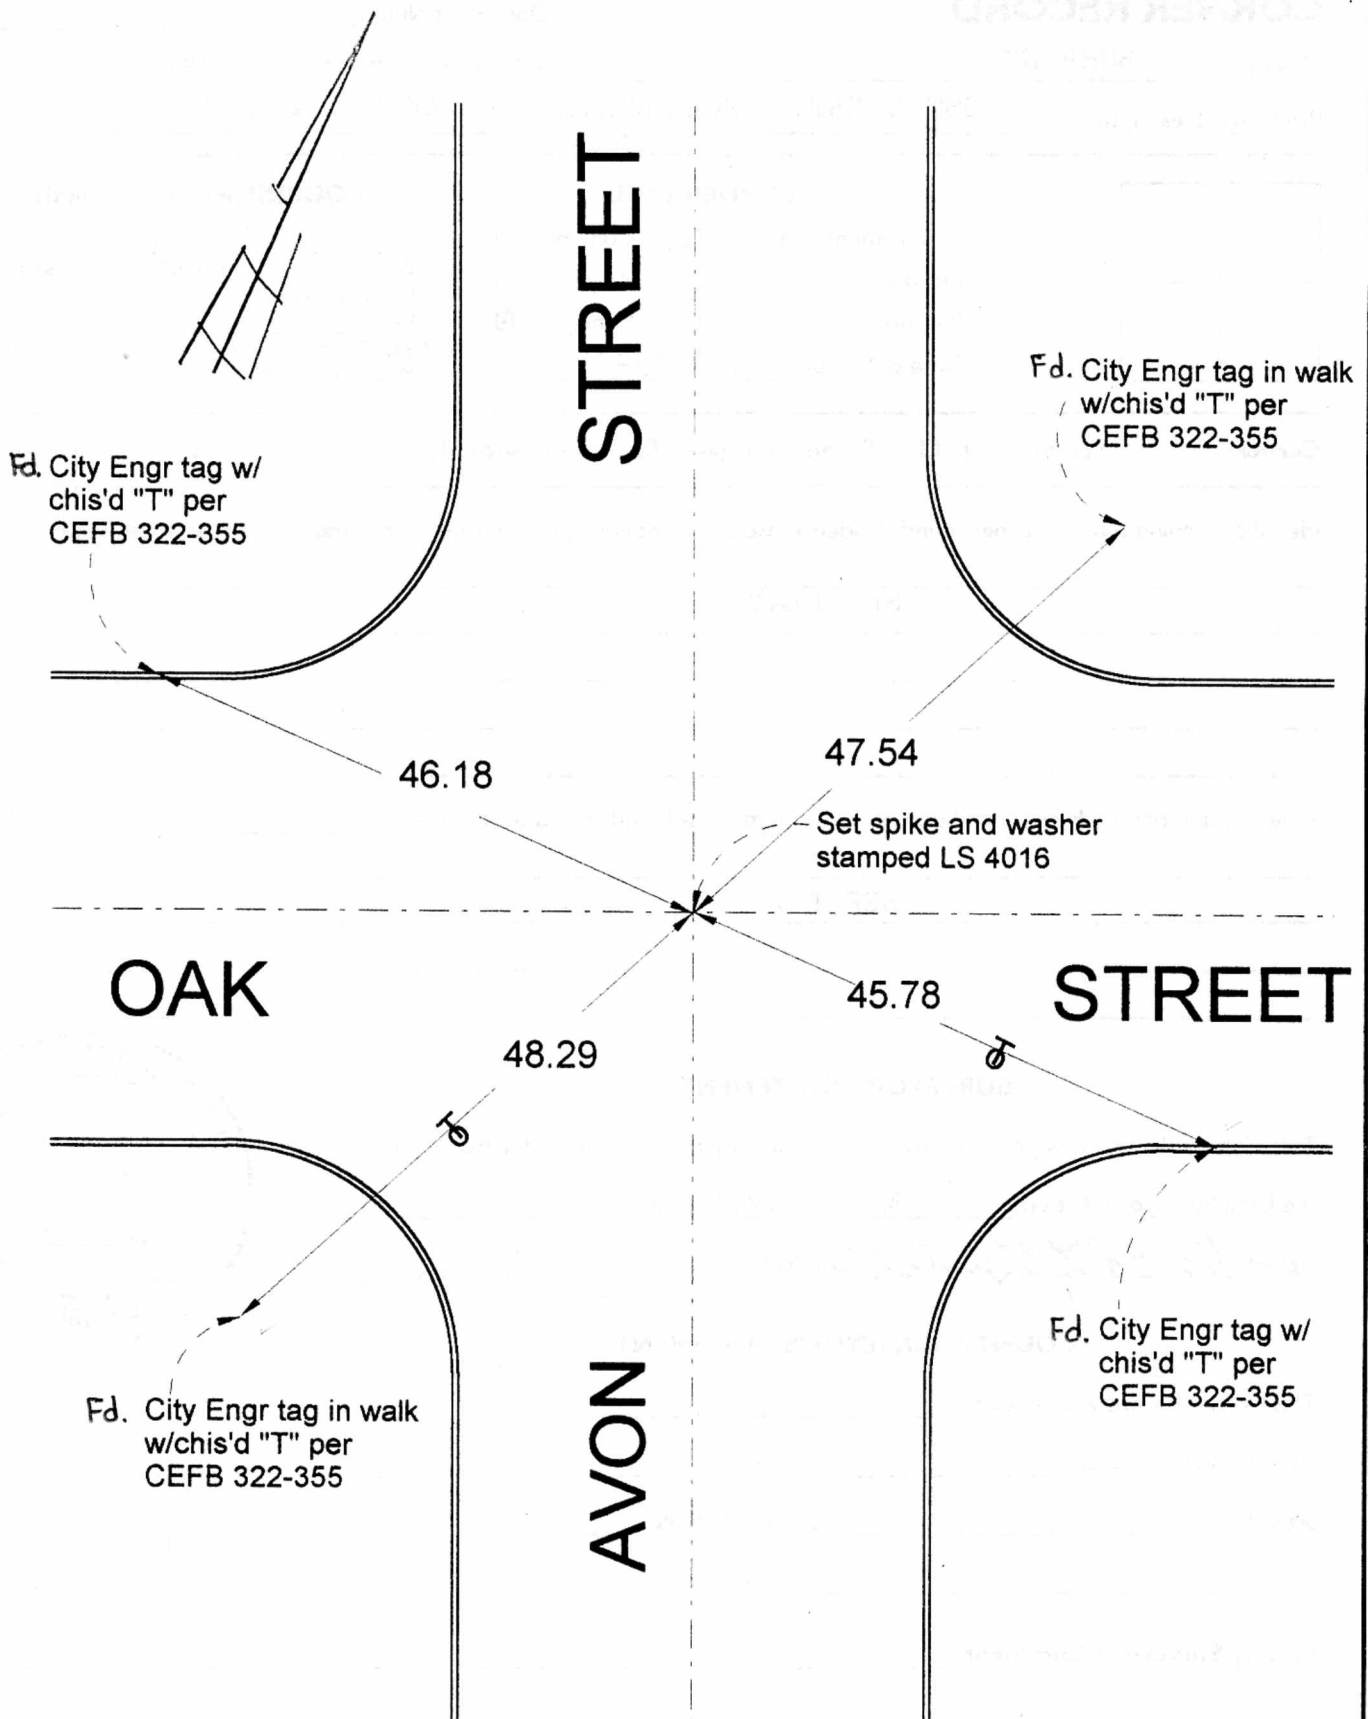 STREET
Fd. City Engr tag in walk
w/chis'd "T" per
CEFB 322-355
Fd. City Engr tag w/
chis'd "T" per
CEFB 322-355
46.18
47.54
Set spike and washer
stamped LS 4016
OAK
STREET
45.78
48.29
Fd. City Engr tag w/
chis'd "T" per
CEFB 322-355
Fd. City Engr tag in walk
w/chis'd "T" per
CEFB 322-355
AVON